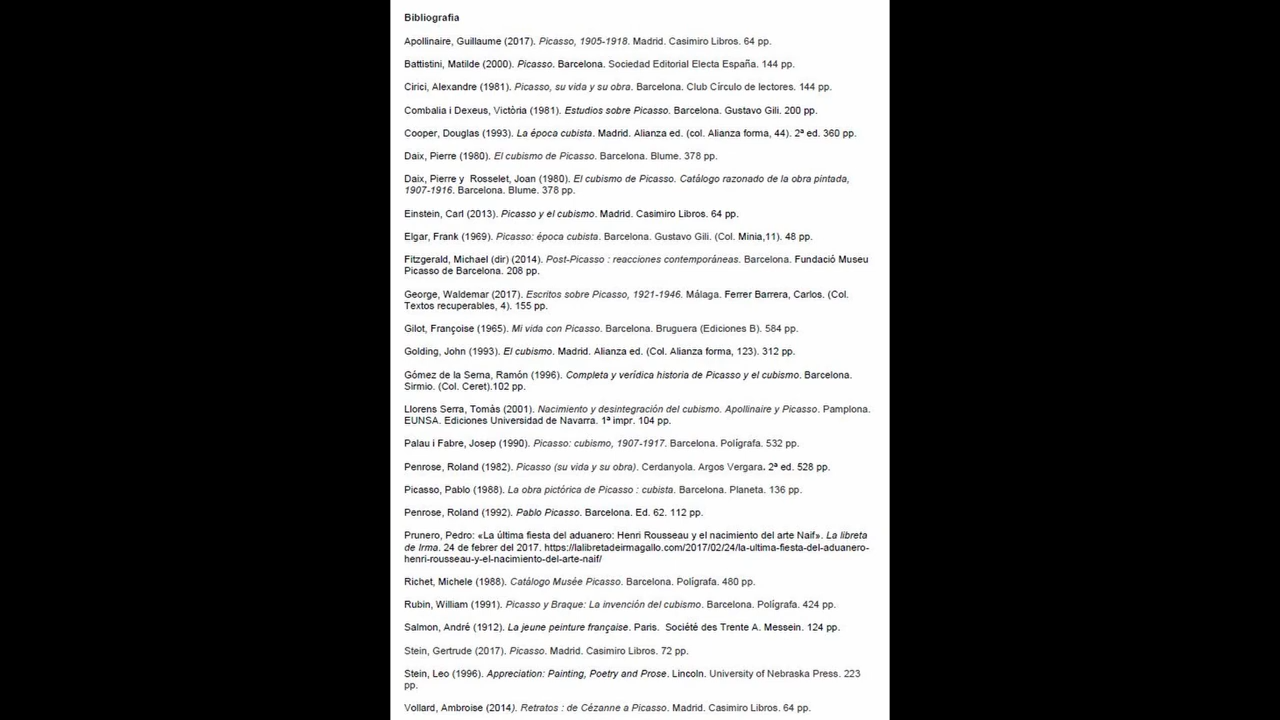 Bibliografia
Apollinaire, Guillaume (2017). Picasso, 1905-1918. Madrid. Casimiro Libros. 64 pp.
Battistini, Matilde (2000). Picasso. Barcelona. Sociedad Editorial Electa España. 144 pp.
Cirici, Alexandre (1981). Picasso, su vida y su obra. Barcelona. Club Círculo de lectores. 144 pp.
Combalia i Dexeus, Victòria (1981). Estudios sobre Picasso. Barcelona. Gustavo Gili. 200 pp.
Cooper, Douglas (1993). La época cubista. Madrid. Alianza ed. (col. Alianza forma, 44). 2ª ed. 360 pp.
Daix, Pierre (1980). El cubismo de Picasso. Barcelona. Blume. 378 pp.
Daix, Pierre y Rosselet, Joan (1980). El cubismo de Picasso. Catálogo razonado de la obra pintada,
1907-1916. Barcelona. Blume. 378 pp.
Einstein, Carl (2013). Picasso y el cubismo. Madrid. Casimiro Libros. 64 pp.
Elgar, Frank (1969). Picasso: época cubista. Barcelona. Gustavo Gili. (Col. Minia,11). 48 pp.
Fitzgerald, Michael (dir) (2014). Post-Picasso : reacciones contemporáneas. Barcelona. Fundació Museu
Picasso de Barcelona. 208 pp.
George, Waldemar (2017). Escritos sobre Picasso, 1921-1946. Málaga. Ferrer Barrera, Carlos. (Col.
Textos recuperables, 4). 155 pp.
Gilot, Françoise (1965). Mi vida con Picasso. Barcelona. Bruguera (Ediciones B). 584 pp.
Golding, John (1993). El cubismo. Madrid. Alianza ed. (Col. Alianza forma, 123). 312 pp.
Gómez de la Serna, Ramón (1996). Completa y verídica historia de Picasso y el cubismo. Barcelona.
Sirmio. (Col. Ceret).102 pp.
Llorens Serra, Tomàs (2001). Nacimiento y desintegración del cubismo. Apollinaire y Picasso. Pamplona.
EUNSA. Ediciones Universidad de Navarra. 1ª impr. 104 pp.
Palau i Fabre, Josep (1990). Picasso: cubismo, 1907-1917. Barcelona. Polígrafa. 532 pp.
Penrose, Roland (1982). Picasso (su vida y su obra). Cerdanyola. Argos Vergara. 2ª ed. 528 pp.
Picasso, Pablo (1988). La obra pictórica de Picasso : cubista. Barcelona. Planeta. 136 pp.
Penrose, Roland (1992). Pablo Picasso. Barcelona. Ed. 62. 112 pp.
Prunero, Pedro: «La última fiesta del aduanero: Henri Rousseau y el nacimiento del arte Naif». La libreta
de Irma. 24 de febrer del 2017. https://lalibretadeirmagallo.com/2017/02/24/la-ultima-fiesta-del-aduanero-
henri-rousseau-y-el-nacimiento-del-arte-naif/
Richet, Michele (1988). Catálogo Musée Picasso. Barcelona. Polígrafa. 480 pp.
Rubin, William (1991). Picasso y Braque: La invención del cubismo. Barcelona. Polígrafa. 424 pp.
Salmon, André (1912). La jeune peinture française. Paris. Société des Trente A. Messein. 124 pp.
Stein, Gertrude (2017). Picasso. Madrid. Casimiro Libros. 72 pp.
Stein, Leo (1996). Appreciation: Painting, Poetry and Prose. Lincoln. University of Nebraska Press. 223
pp.
Vollard, Ambroise (2014). Retratos : de Cézanne a Picasso. Madrid. Casimiro Libros. 64 pp.